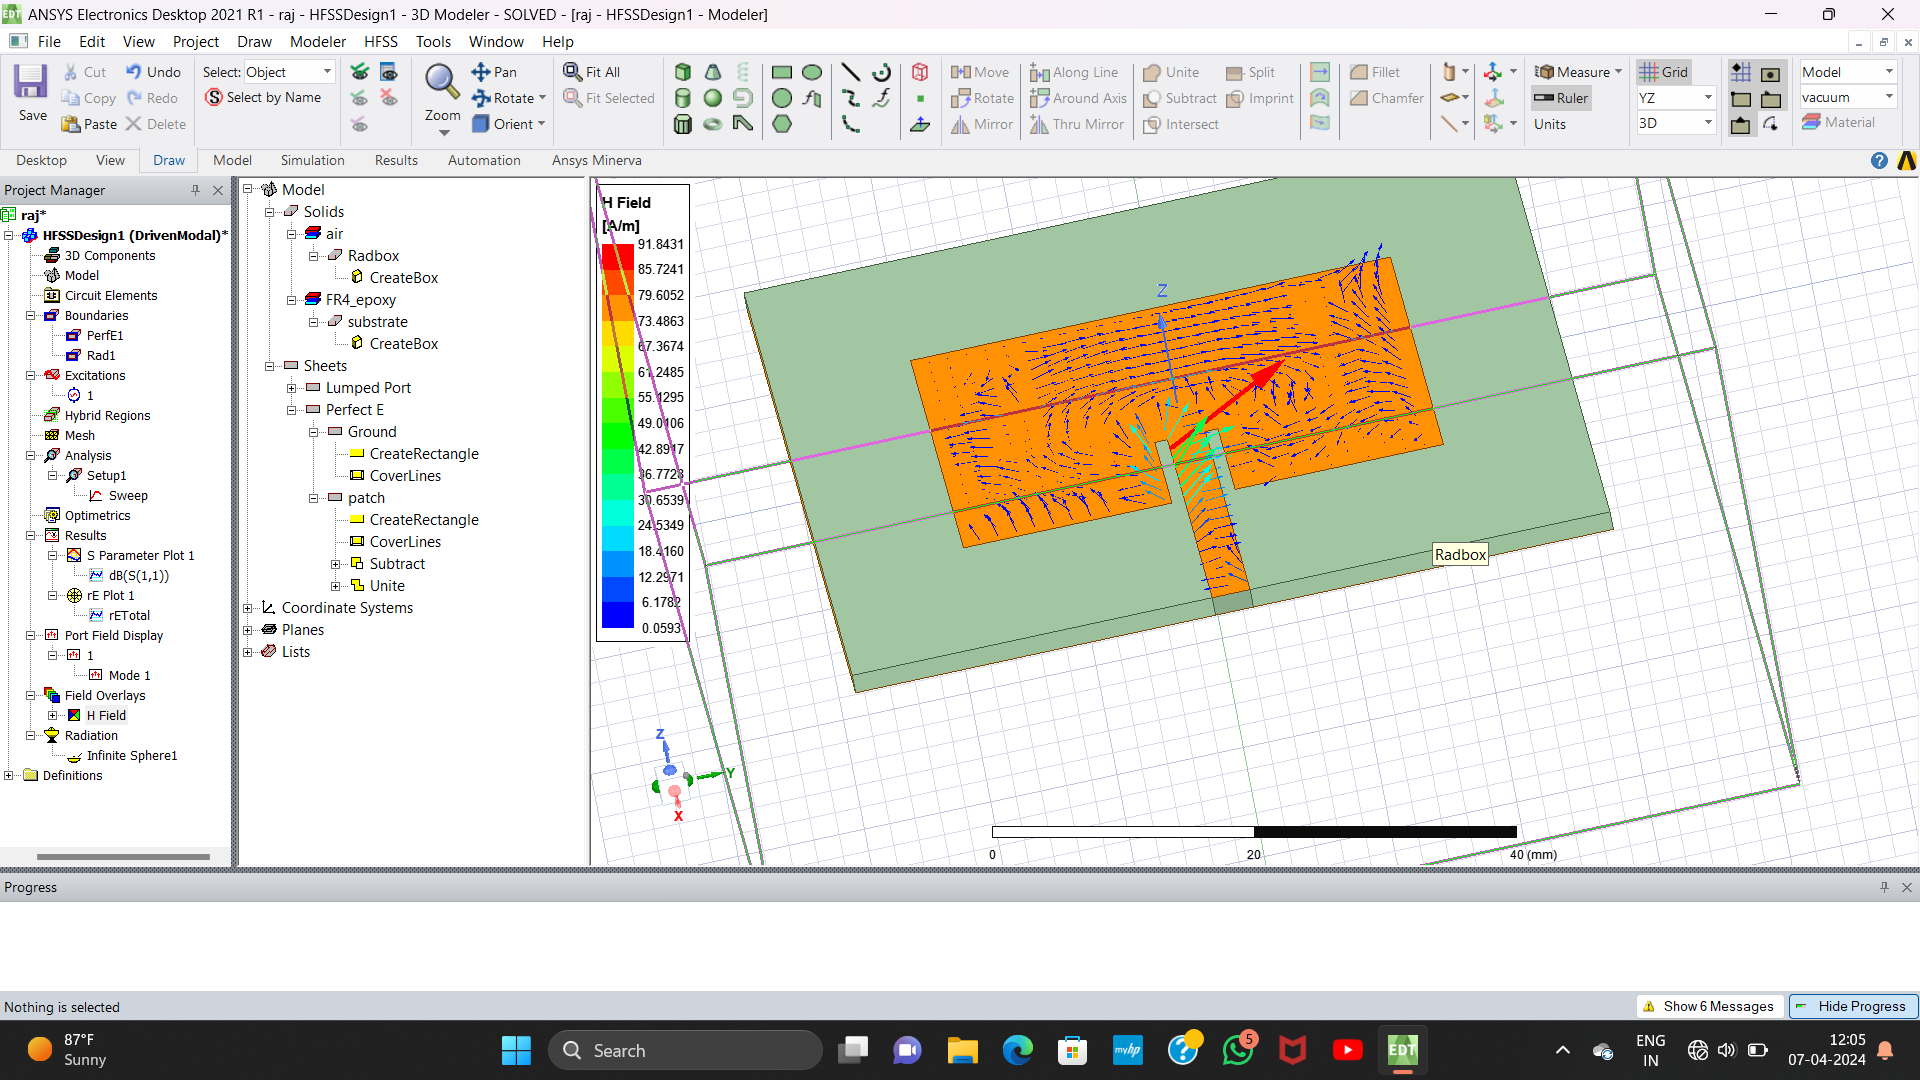 ANSYS Electronics Desktop 2021 R1 - raj - HFSSDesign1 - 3D Modeler - SOLVED - [raj - HFSSDesign1 - Modeler]
File Edit View Project Draw Modeler HFSS Tools Window Help
Save
Cut
Copy
Paste
Undo
Redo
Delete
Select: Object
Select by Name
Zoom
Pan
Rotate
Orient
Fit All
Fit Selected
Move
Rotate
Mirror
Along Line
Around Axis
Thru Mirror
Unite
Subtract
Intersect
Split
Imprint
Fillet
Chamfer
Measure
Ruler
Units
Grid
YZ
3D
Model
vacuum
Material
Desktop View Draw Model Simulation Results Automation Ansys Minerva
Project Manager
raj*
HFSSDesign1 (DrivenModal)*
3D Components
Model
Circuit Elements
Boundaries
PerfE1
Rad1
Excitations
1
Hybrid Regions
Mesh
Analysis
Setup1
Sweep
Optimetrics
Results
S Parameter Plot 1
dB(S(1,1))
rE Plot 1
rETotal
Port Field Display
1
Mode 1
Field Overlays
H Field
Radiation
Infinite Sphere1
Definitions
Model
Solids
air
Radbox
CreateBox
FR4_epoxy
substrate
CreateBox
Sheets
Lumped Port
Perfect E
Ground
CreateRectangle
CoverLines
patch
CreateRectangle
CoverLines
Subtract
Unite
Coordinate Systems
Planes
Lists
H Field
[A/m]
91.8431
85.7241
79.6052
73.4863
67.3674
61.2485
55.1295
49.0106
42.8917
36.7728
30.6539
24.5349
18.4160
12.2971
6.1782
0.0593
Z
Radbox
Z
Y
X
0 20 40 (mm)
Progress
Nothing is selected
Show 6 Messages
Hide Progress
87°F
Sunny
Search
myhp
5
EDT
ENG
IN
12:05
07-04-2024